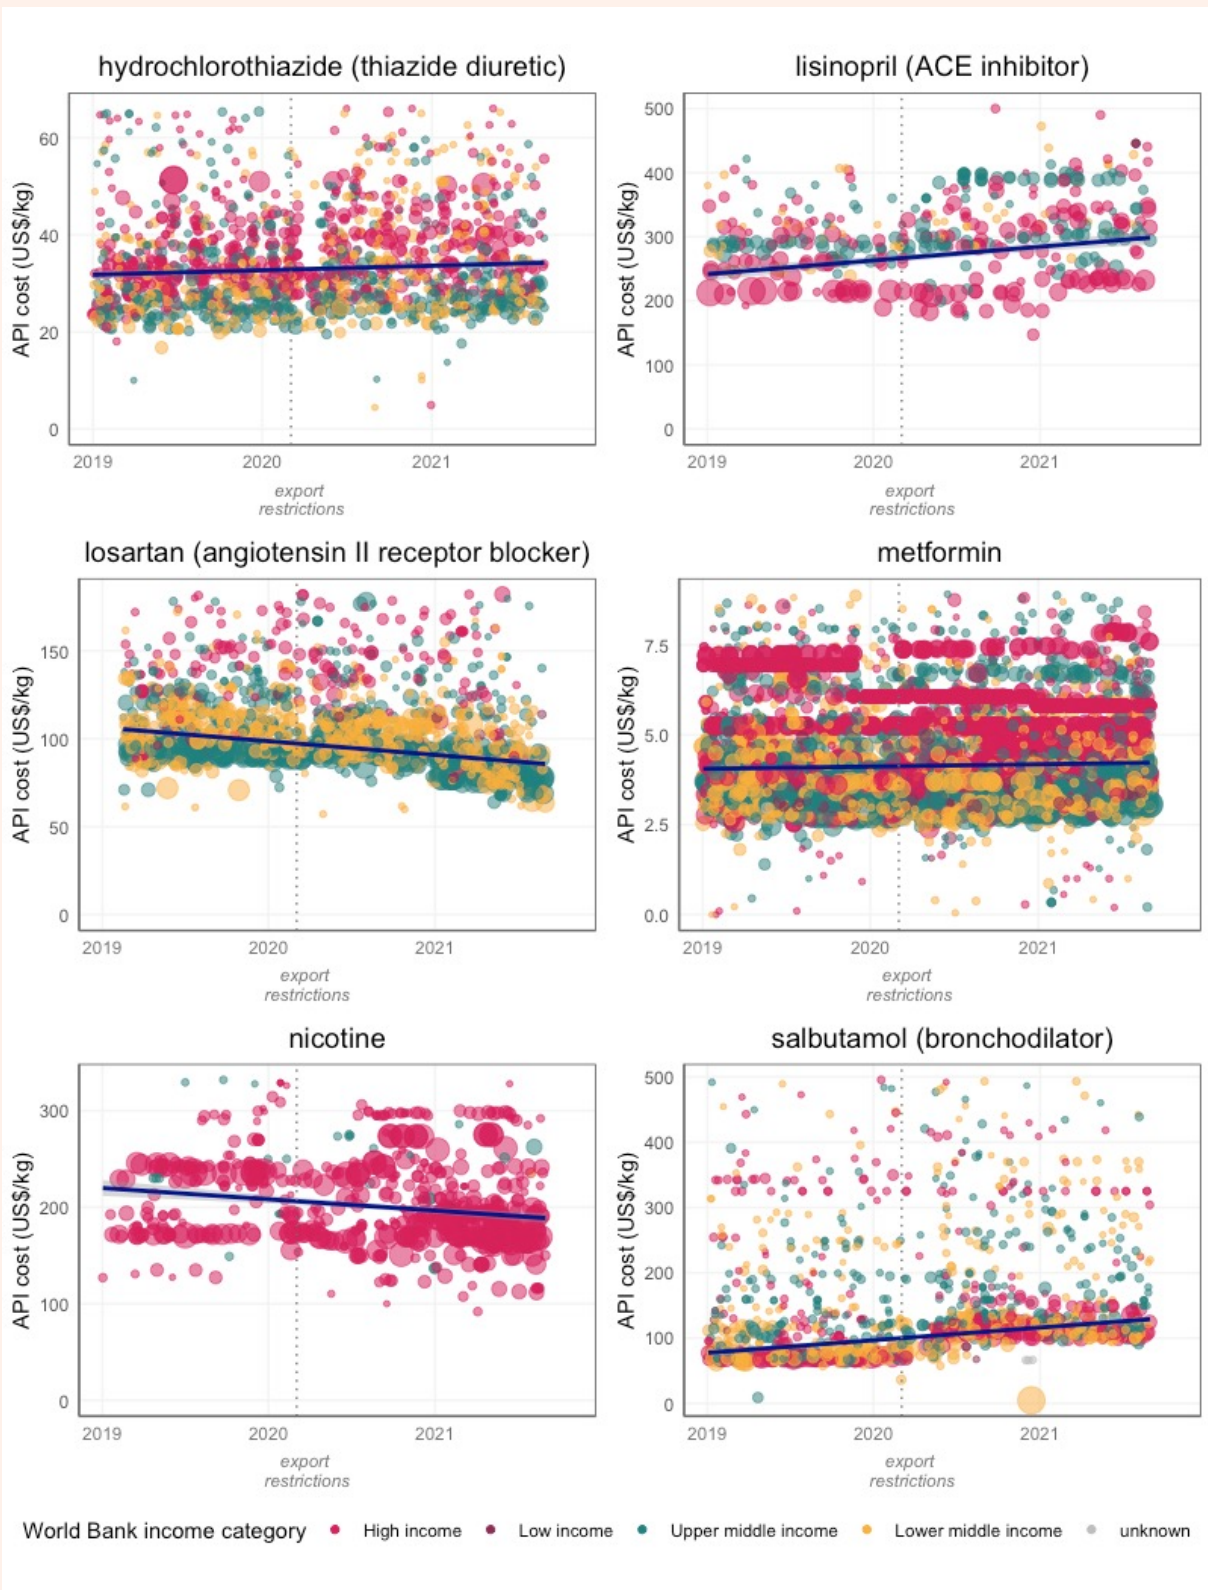 hydrochlorothiazide (thiazide diuretic)
API cost (US$/kg)
60
40
20
0
2019 2020 2021
export
restrictions
lisinopril (ACE inhibitor)
API cost (US$/kg)
500
400
300
200
100
0
2019 2020 2021
export
restrictions
losartan (angiotensin II receptor blocker)
API cost (US$/kg)
150
100
50
0
2019 2020 2021
export
restrictions
metformin
API cost (US$/kg)
7.5
5.0
2.5
0.0
2019 2020 2021
export
restrictions
nicotine
API cost (US$/kg)
300
200
100
0
2019 2020 2021
export
restrictions
salbutamol (bronchodilator)
API cost (US$/kg)
500
400
300
200
100
0
2019 2020 2021
export
restrictions
World Bank income category High income Low income Upper middle income Lower middle income unknown